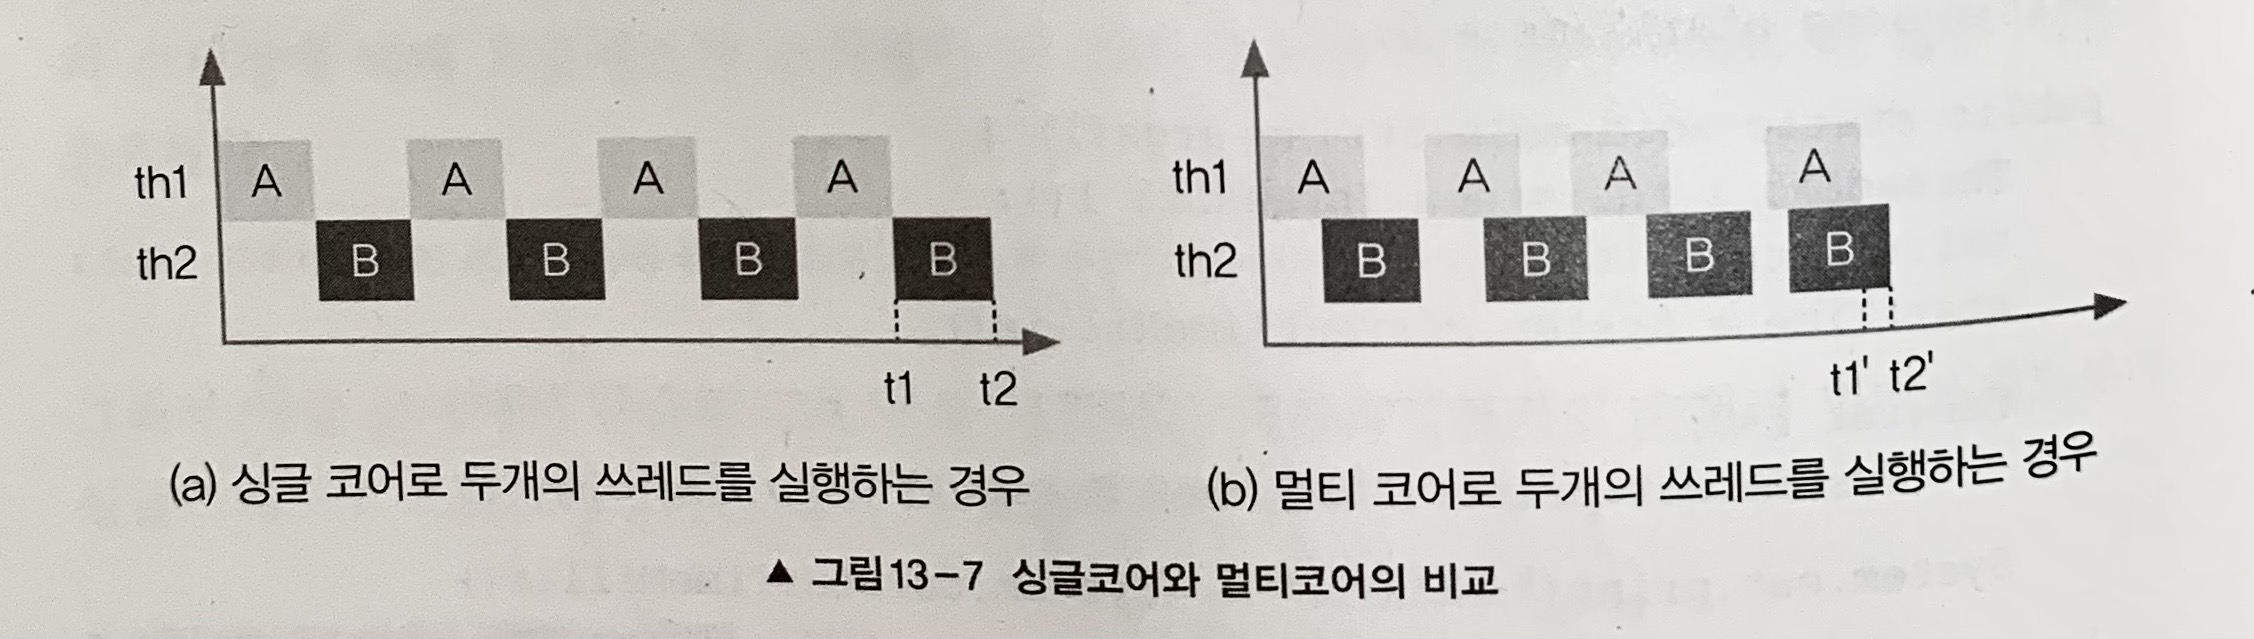 th1 A A A A
th2 B B B B
t1 t2
(a) 싱글 코어로 두개의 쓰레드를 실행하는 경우
th1 A A A A
th2 B B B B
t1' t2'
(b) 멀티 코어로 두개의 쓰레드를 실행하는 경우
▲ 그림13-7 싱글코어와 멀티코어의 비교